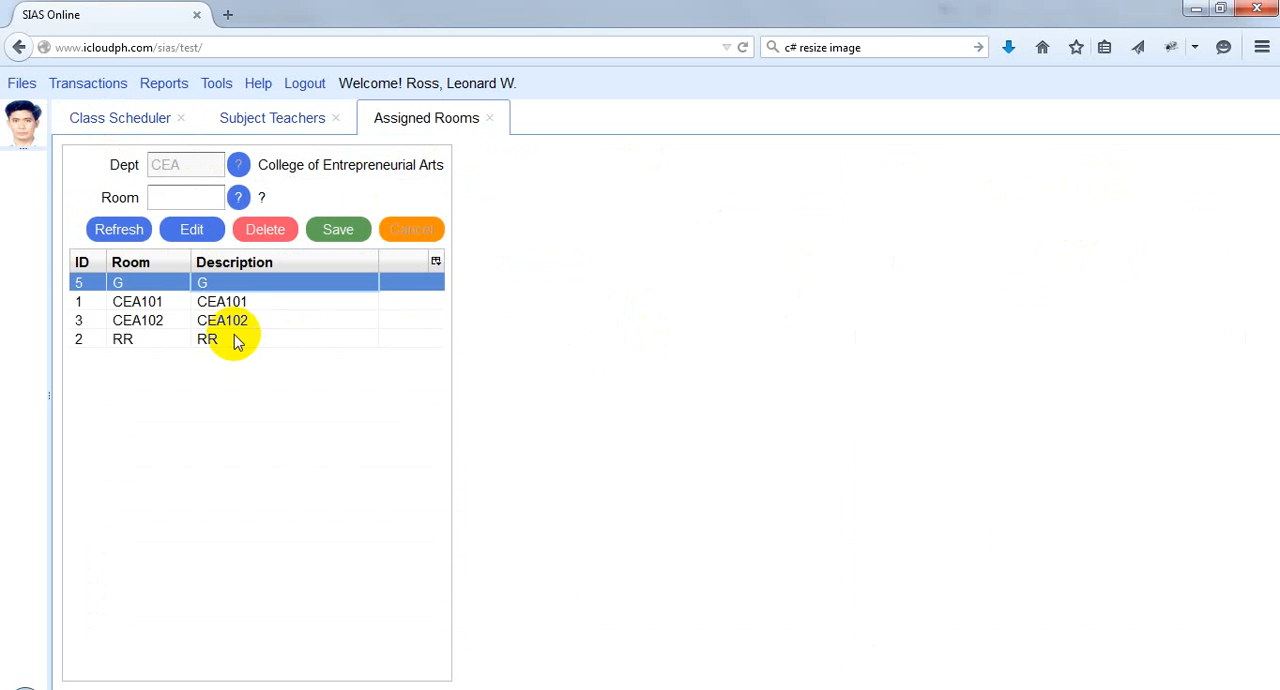 SIAS Online
www.icloudph.com/sias/test/
c# resize image
Files Transactions Reports Tools Help Logout Welcome! Ross, Leonard W.
Class Scheduler Subject Teachers Assigned Rooms
Dept CEA ? College of Entrepreneurial Arts
Room ? ?
Refresh Edit Delete Save Cancel
ID Room Description
5 G G
1 CEA101 CEA101
3 CEA102 CEA102
2 RR RR